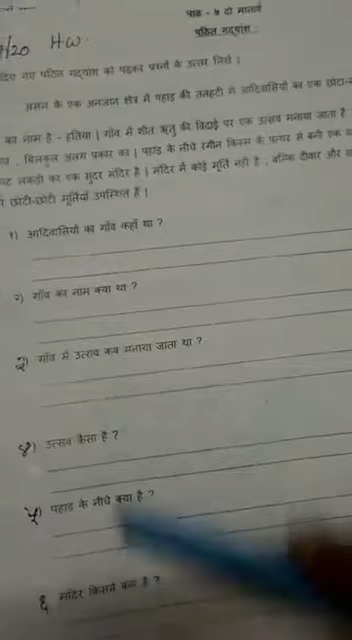 पाठ - ५ दो माताएँ
पठित गद्यांश
/20 HW.
दिए गए पठित गद्यांश को पढ़कर प्रश्नों के उत्तर लिखे |
असम के एक अनजान क्षेत्र में पहाड़ की तलहटी में आदिवासियों का एक छोटा-
का नाम है - हतिया | गाँव में शीत ऋतु की विदाई पर एक उत्सव मनाया जाता है
बिलकुल अलग प्रकार का | पहाड़ के नीचे रंगीन किस्म के पत्थर से बनी एक
लकड़ी का एक सुंदर मंदिर है | मंदिर में कोई मूर्ति नहीं है , बल्कि दीवार और
छोटी-छोटी मूर्तियाँ उपस्थित हैं |
१) आदिवासियों का गाँव कहाँ था ?
२) गाँव का नाम क्या था ?
३) गाँव में उत्सव कब मनाया जाता था ?
४) उत्सव कैसा है ?
५) पहाड़ के नीचे क्या है ?
६ मंदिर किससे बना है ?